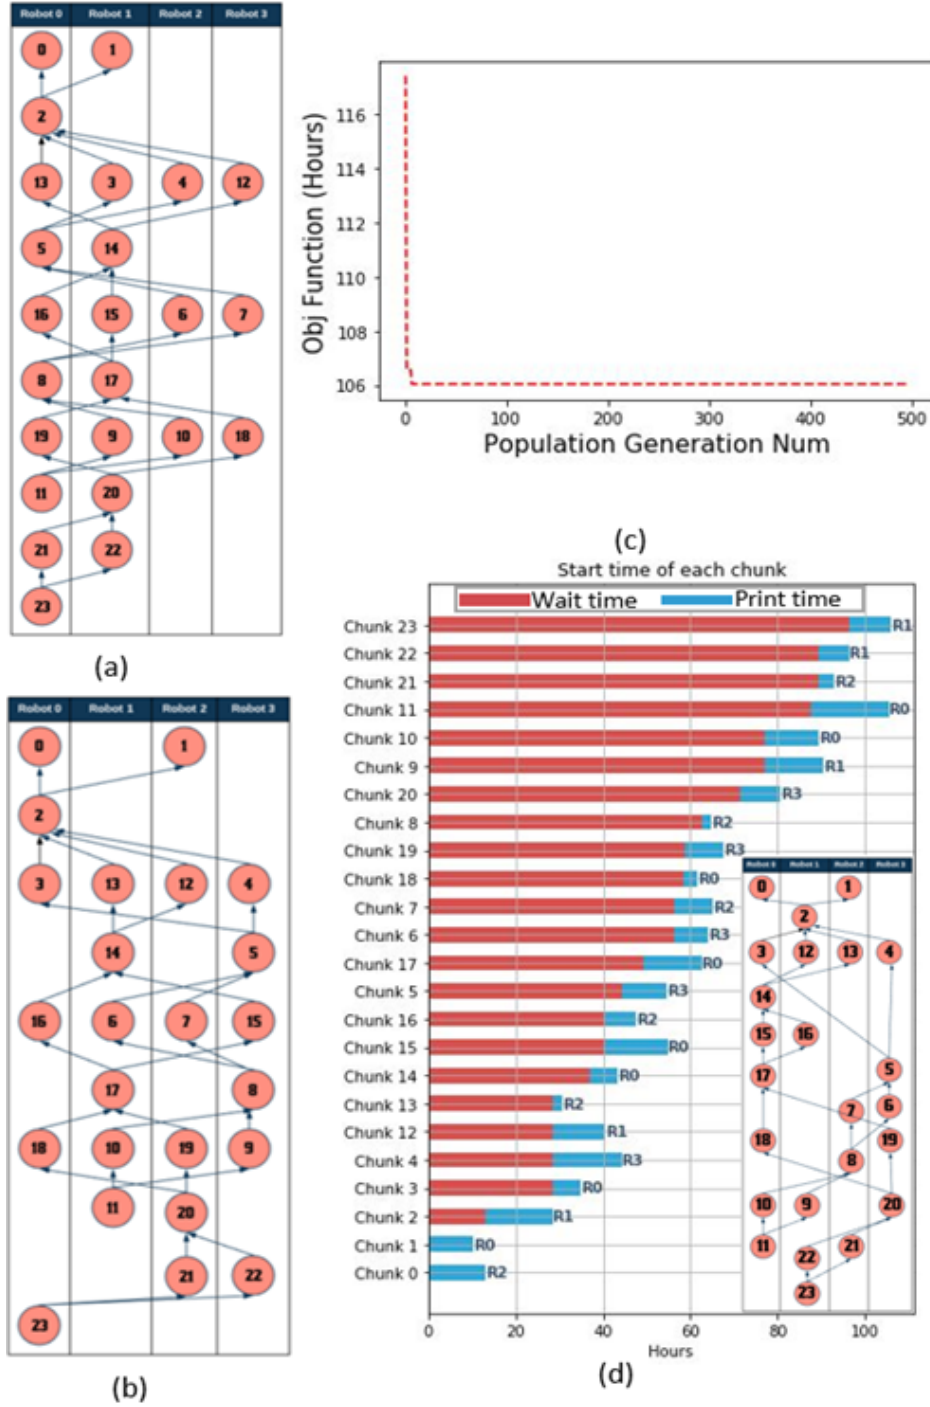 Robot 0 Robot 1 Robot 2 Robot 3
0 1
2
13 3 4 12
5 14
16 15 6 7
8 17
19 9 10 18
11 20
21 22
23
(a)
Obj Function (Hours)
116
114
112
110
108
106
0 100 200 300 400 500
Population Generation Num
(c)
Robot 0 Robot 1 Robot 2 Robot 3
0 1
2
3 13 12 4
14 5
16 6 7 15
17 8
18 10 19 9
11 20
21 22
23
(b)
Start time of each chunk
Wait time Print time
Chunk 23 R1
Chunk 22 R1
Chunk 21 R2
Chunk 11 R0
Chunk 10 R0
Chunk 9 R1
Chunk 20 R3
Chunk 8 R2
Chunk 19 R3
Chunk 18 R0
Chunk 7 R2
Chunk 6 R3
Chunk 17 R0
Chunk 5 R3
Chunk 16 R2
Chunk 15 R0
Chunk 14 R0
Chunk 13 R2
Chunk 12 R1
Chunk 4 R3
Chunk 3 R0
Chunk 2 R1
Chunk 1 R0
Chunk 0 R2
0 20 40 60 80 100
Hours
Robot 0 Robot 1 Robot 2 Robot 3
0 1
2
3 12 13 4
14
15 16
17 5
7 6
18 19
8
10 9 20
11 22 21
23
(d)